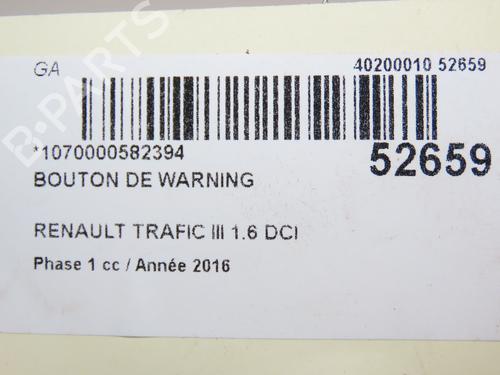 GA
40200010 52659
*1070000582394
52659
BOUTON DE WARNING
RENAULT TRAFIC III 1.6 DCI
Phase 1 cc / Année 2016
B-PARTS